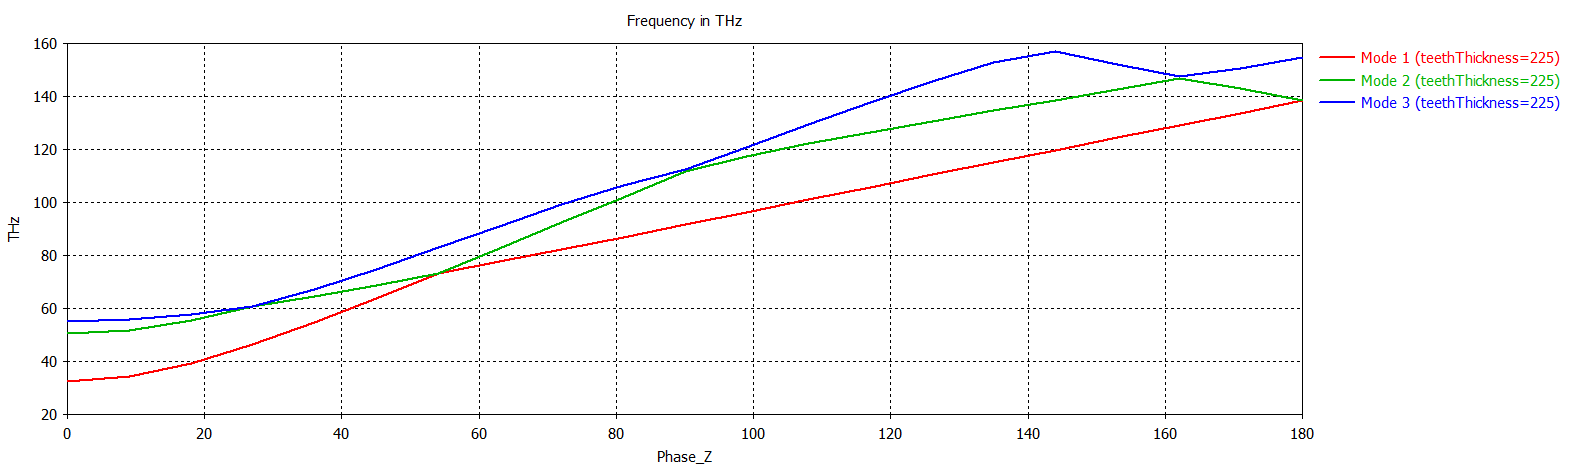 Frequency in THz
160
140
120
100
80
60
40
20
THz
0 20 40 60 80 100 120 140 160 180
Phase_Z
Mode 1 (teethThickness=225)
Mode 2 (teethThickness=225)
Mode 3 (teethThickness=225)